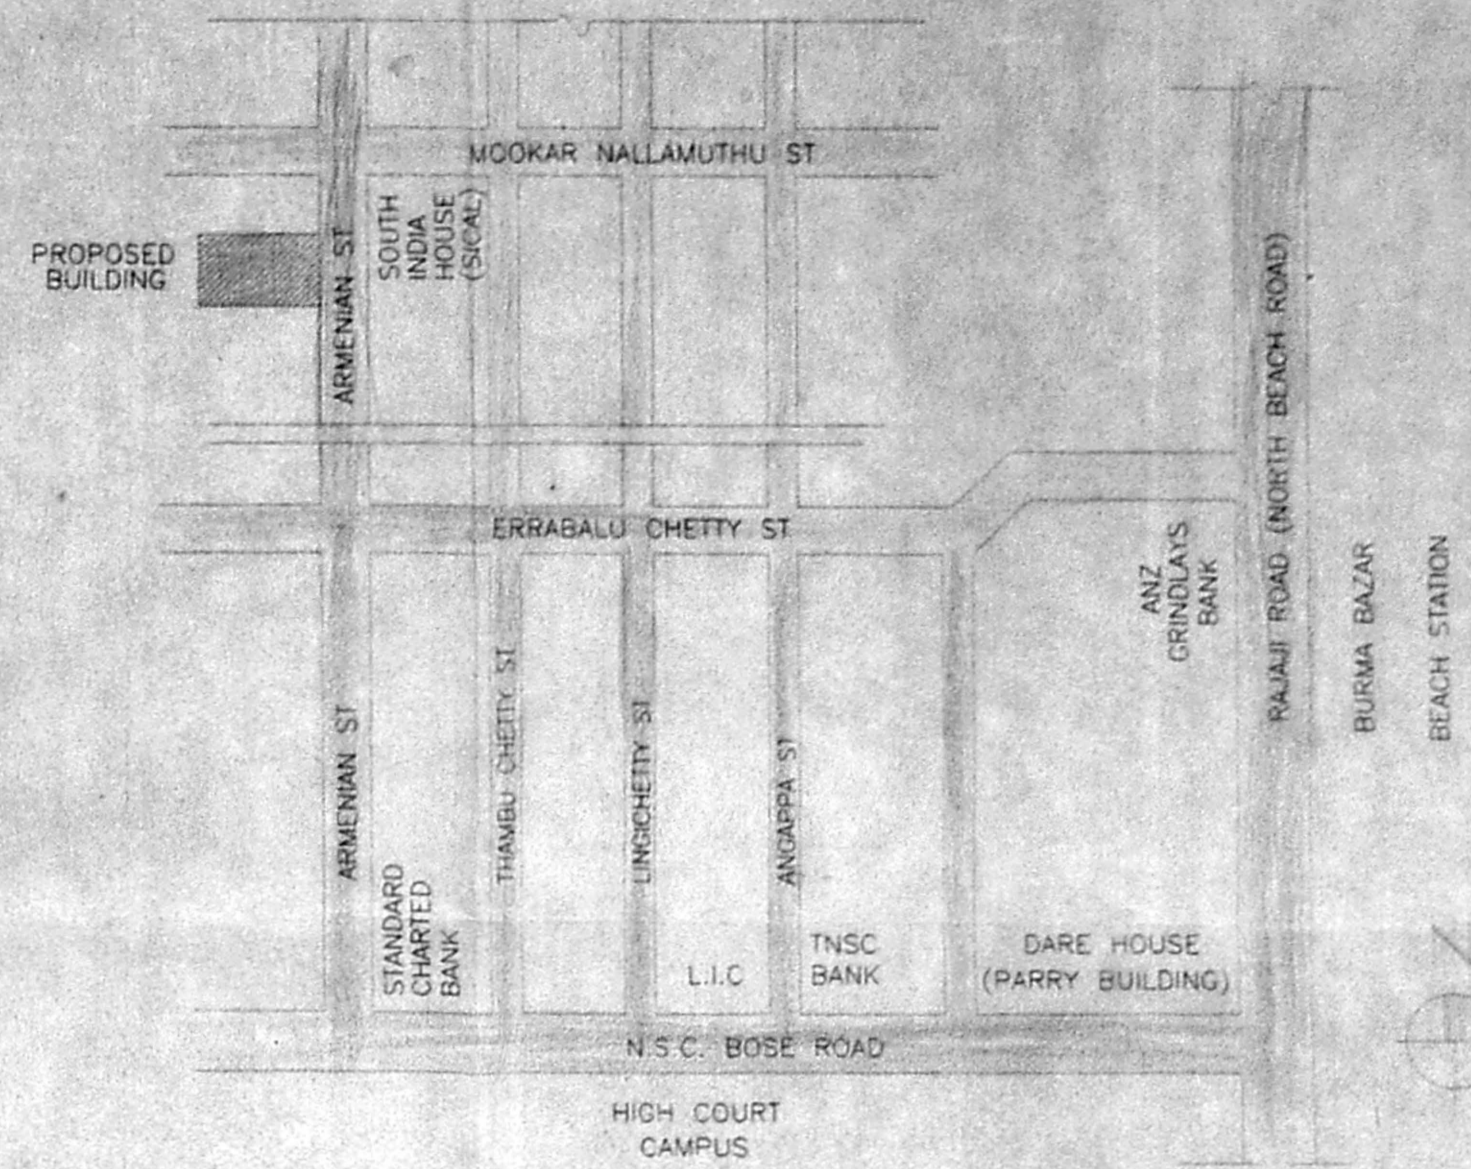 MOOKAR NALLAMUTHU ST
PROPOSED
BUILDING
ARMENIAN ST
SOUTH
INDIA
HOUSE
(SICAL)
RAJAJI ROAD (NORTH BEACH ROAD)
ERRABALU CHETTY ST
ANZ
GRINDLAYS
BANK
BURMA BAZAR
BEACH STATION
ARMENIAN ST
THAMBU CHETTY ST
LINGICHETTY ST
ANGAPPA ST
STANDARD
CHARTED
BANK
L.I.C
TNSC
BANK
DARE HOUSE
(PARRY BUILDING)
N.S.C. BOSE ROAD
HIGH COURT
CAMPUS